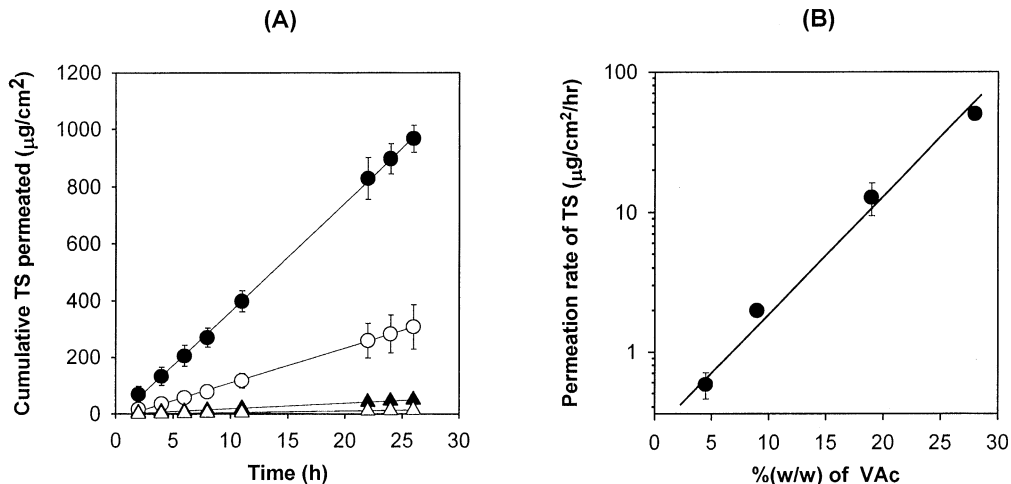 (A)
Cumulative TS permeated (µg/cm2)
1200
1000
800
600
400
200
0
0 5 10 15 20 25 30
Time (h)
(B)
Permeation rate of TS (µg/cm2/hr)
100
10
1
0 5 10 15 20 25 30
%(w/w) of VAc